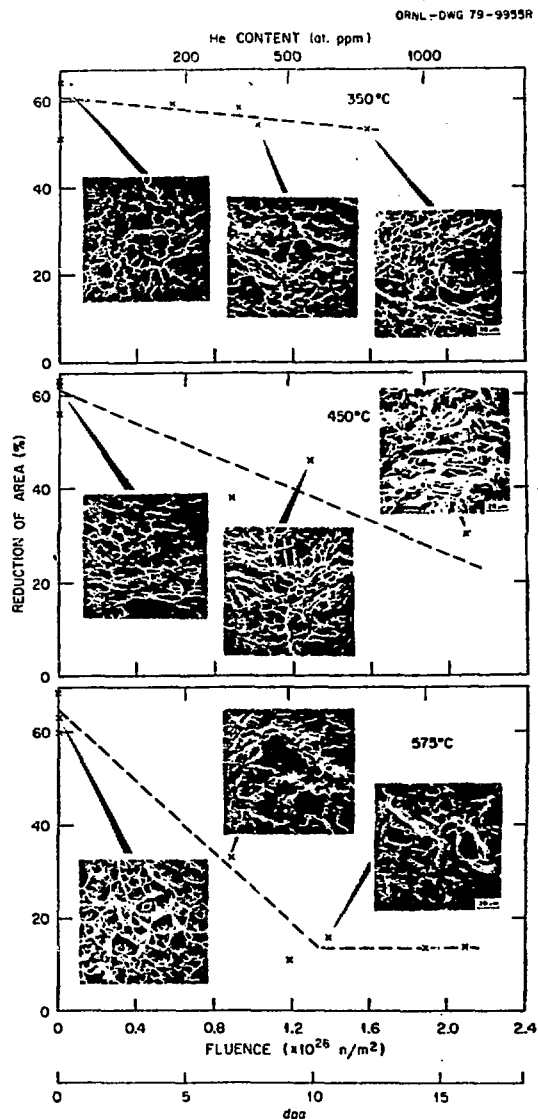 ORNL-DWG 79-9955R
He CONTENT (at. ppm)
200 500 1000
350°C
60
40
20
0
450°C
60
40
20
0
REDUCTION OF AREA (%)
575°C
60
40
20
0
0 0.4 0.8 1.2 1.6 2.0 2.4
FLUENCE (×10²⁶ n/m²)
0 5 10 15
dpa